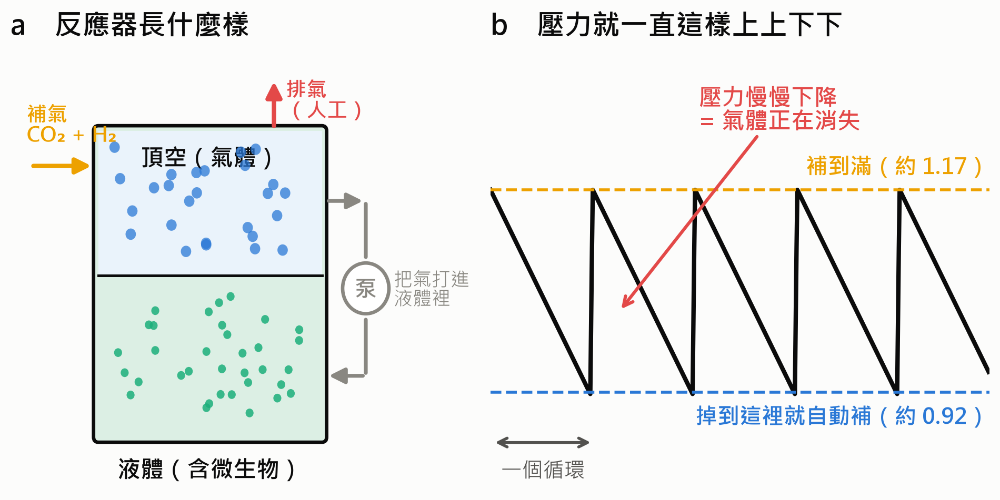 a 反應器長什麼樣
補氣
CO₂ + H₂
排氣
（人工）
頂空（氣體）
泵
把氣打進
液體裡
液體（含微生物）
b 壓力就一直這樣上上下下
壓力慢慢下降
= 氣體正在消失
補到滿（約 1.17）
掉到這裡就自動補（約 0.92）
一個循環